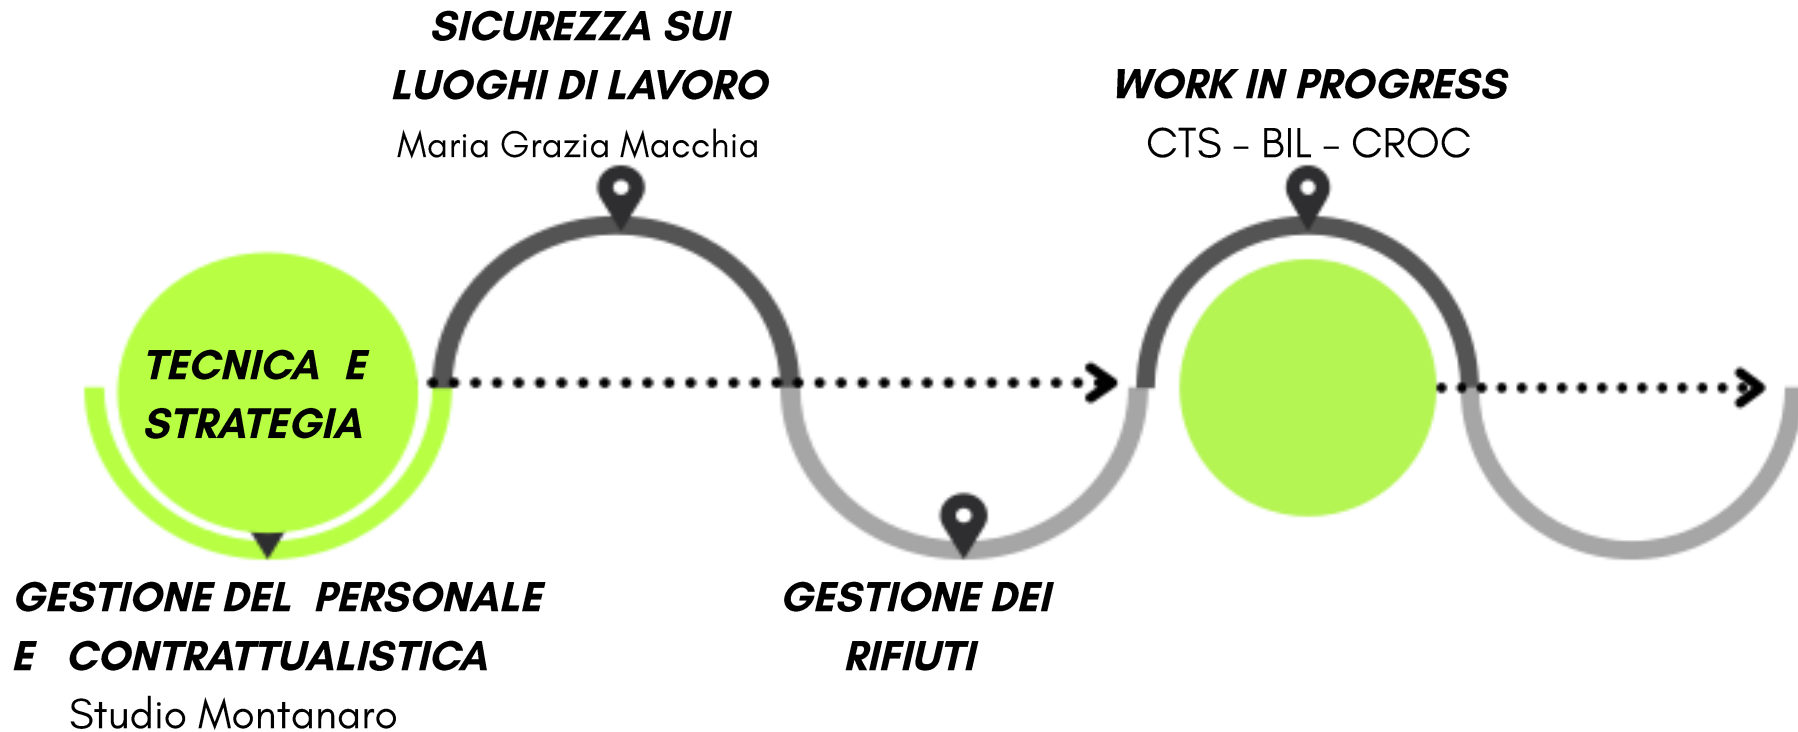 SICUREZZA SUI
LUOGHI DI LAVORO
Maria Grazia Macchia
WORK IN PROGRESS
CTS - BIL - CROC
TECNICA E
STRATEGIA
GESTIONE DEL PERSONALE
E CONTRATTUALISTICA
Studio Montanaro
GESTIONE DEI
RIFIUTI